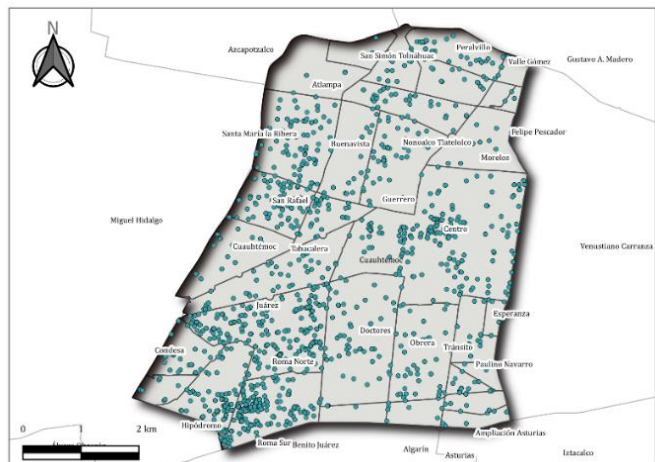 N
Azcapotzalco
San Simón Tolnáhuac
Peralvillo
Valle Gómez
Gustavo A. Madero
Atlampa
Santa María la Ribera
Buenavista
Nonoalco Tlatelolco
Felipe Pescador
Morelos
San Rafael
Guerrero
Miguel Hidalgo
Centro
Cuauhtémoc
Tabacalera
Cuauhtémoc
Venustiano Carranza
Juárez
Esperanza
Doctores
Obrera
Tránsito
Condesa
Roma Norte
Paulino Navarro
Hipódromo
Ampliación Asturias
0 1 2 km
Roma Sur
Benito Juárez
Algarín
Asturias
Iztacalco